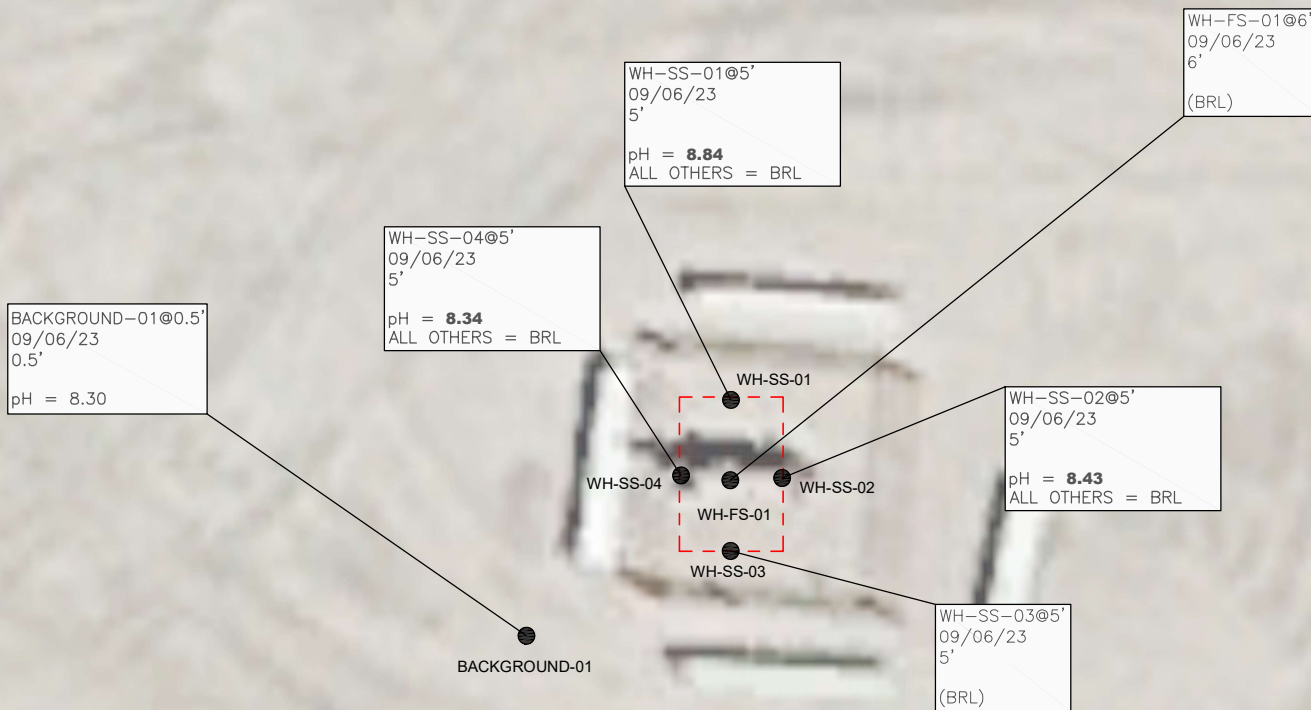 WH-FS-01@6'
09/06/23
6'
(BRL)
WH-SS-01@5'
09/06/23
5'
pH = 8.84
ALL OTHERS = BRL
WH-SS-04@5'
09/06/23
5'
pH = 8.34
ALL OTHERS = BRL
BACKGROUND-01@0.5'
09/06/23
0.5'
pH = 8.30
WH-SS-01
WH-SS-02@5'
09/06/23
5'
pH = 8.43
ALL OTHERS = BRL
WH-SS-04
WH-SS-02
WH-FS-01
WH-SS-03
WH-SS-03@5'
09/06/23
5'
(BRL)
BACKGROUND-01